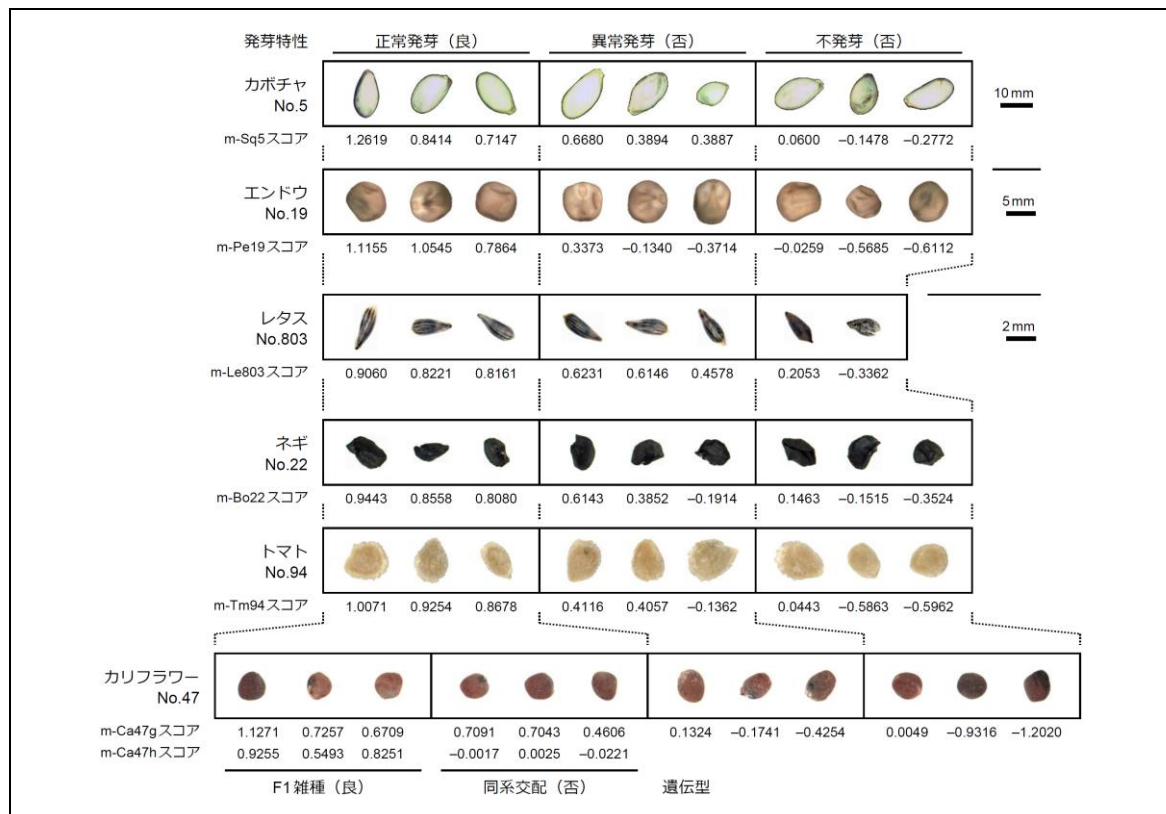 発芽特性 正常発芽（良） 異常発芽（否） 不発芽（否）
カボチャ
No.5
10 mm
m-Sq5スコア 1.2619 0.8414 0.7147 0.6680 0.3894 0.3887 0.0600 –0.1478 –0.2772
エンドウ
No.19
5 mm
m-Pe19スコア 1.1155 1.0545 0.7864 0.3373 –0.1340 –0.3714 –0.0259 –0.5685 –0.6112
レタス
No.803
2 mm
m-Le803スコア 0.9060 0.8221 0.8161 0.6231 0.6146 0.4578 0.2053 –0.3362
ネギ
No.22
m-Bo22スコア 0.9443 0.8558 0.8080 0.6143 0.3852 –0.1914 0.1463 –0.1515 –0.3524
トマト
No.94
m-Tm94スコア 1.0071 0.9254 0.8678 0.4116 0.4057 –0.1362 0.0443 –0.5863 –0.5962
カリフラワー
No.47
m-Ca47gスコア 1.1271 0.7257 0.6709 0.7091 0.7043 0.4606 0.1324 –0.1741 –0.4254 0.0049 –0.9316 –1.2020
m-Ca47hスコア 0.9255 0.5493 0.8251 –0.0017 0.0025 –0.0221
F1雑種（良） 同系交配（否） 遺伝型